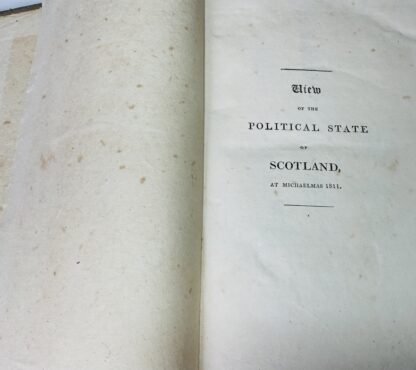 View
OF THE
POLITICAL STATE
OF
SCOTLAND,
AT MICHAELMAS 1811.